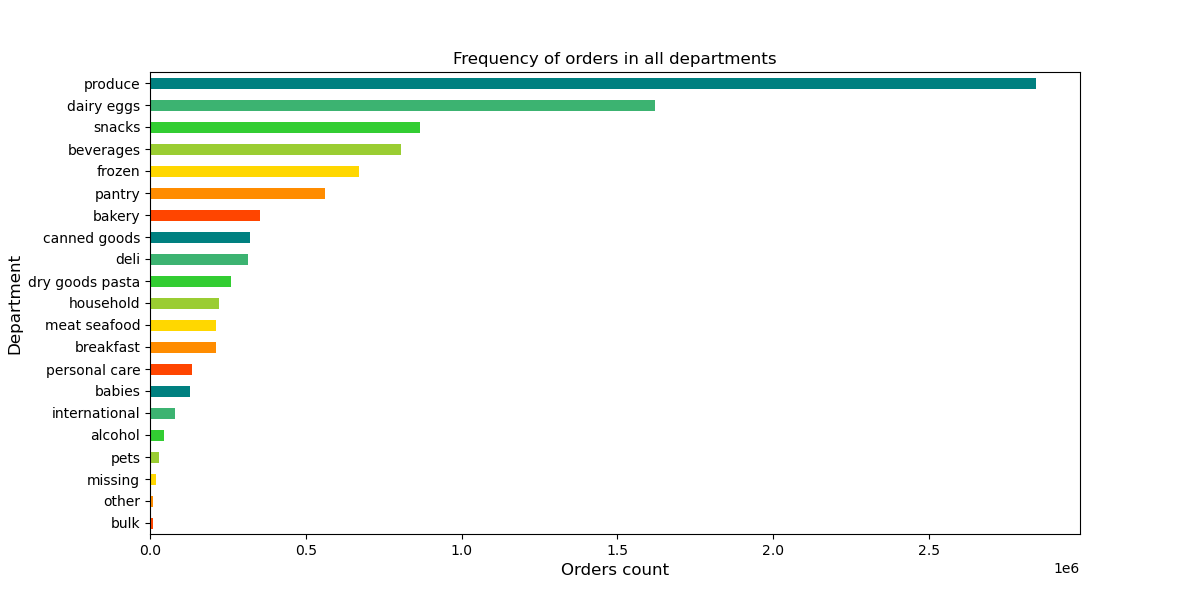 Frequency of orders in all departments
Department
produce
dairy eggs
snacks
beverages
frozen
pantry
bakery
canned goods
deli
dry goods pasta
household
meat seafood
breakfast
personal care
babies
international
alcohol
pets
missing
other
bulk
0.0 0.5 1.0 1.5 2.0 2.5
1e6
Orders count